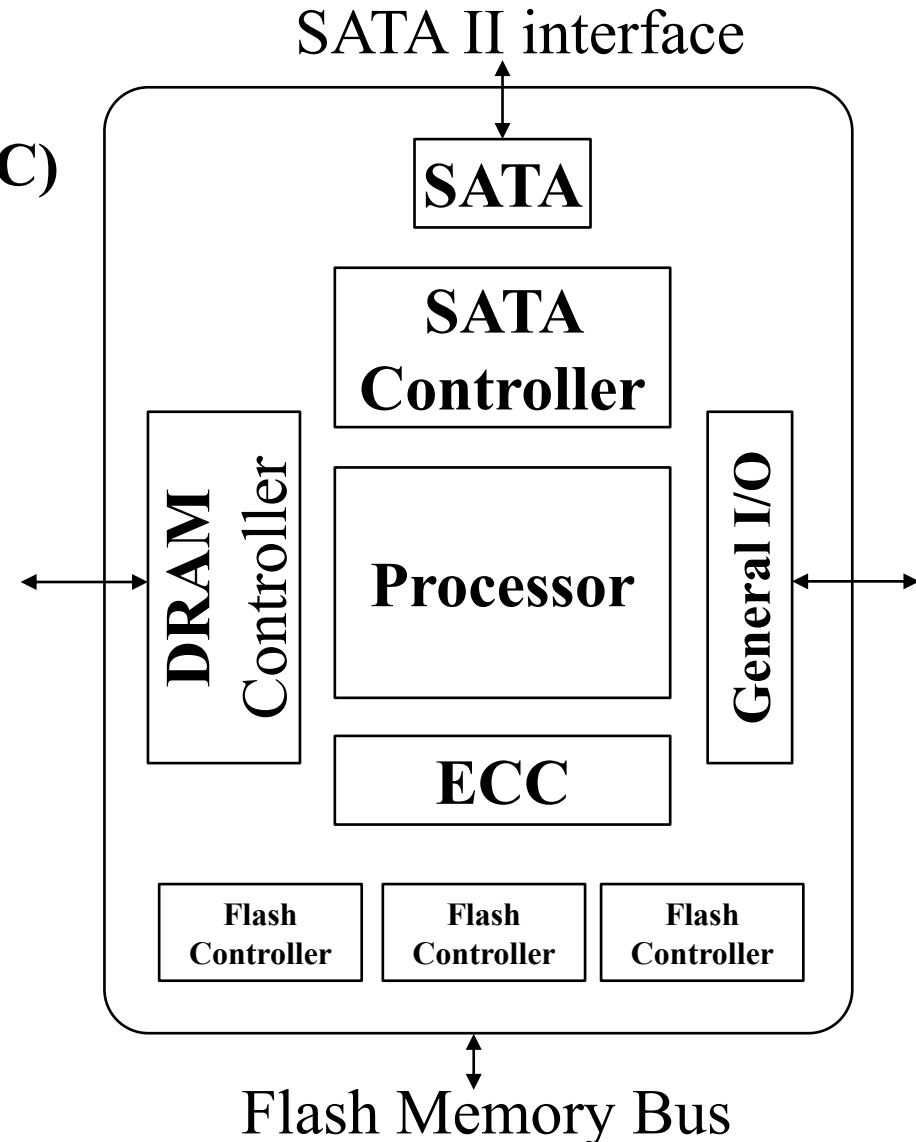 SATA II interface
C)
SATA
SATA
Controller
DRAM
Controller
Processor
General I/O
ECC
Flash
Controller
Flash
Controller
Flash
Controller
Flash Memory Bus